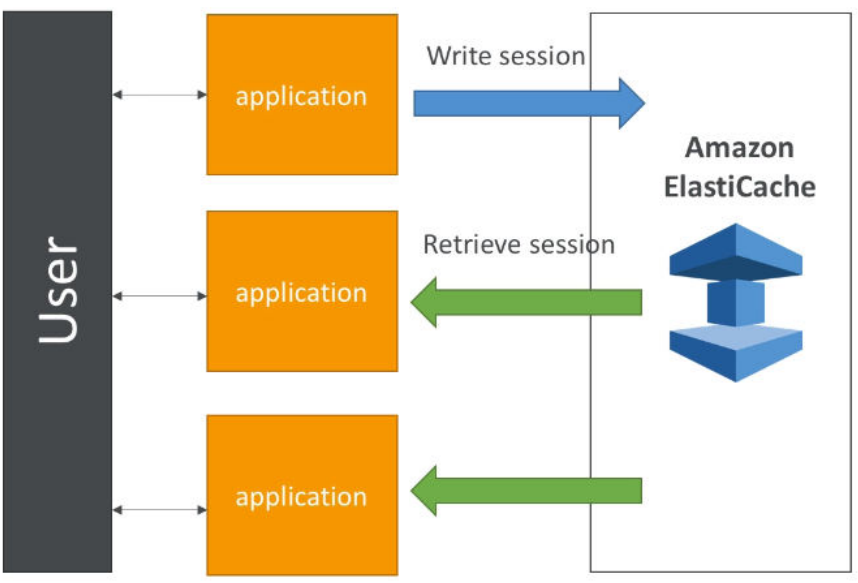 User
application
Write session
Amazon
ElastiCache
application
Retrieve session
application